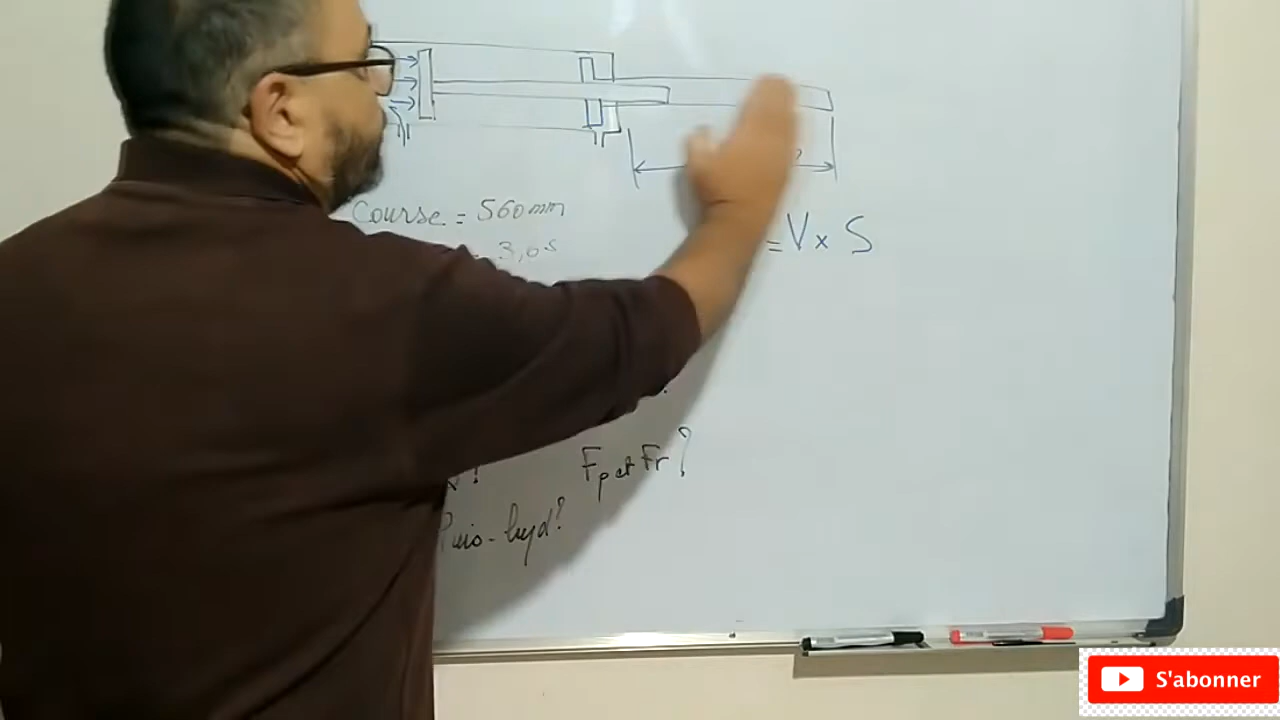 Course = 560mm
= V x S
3,0s
Fp et Fr ?
Puis-hyd ?
S'abonner